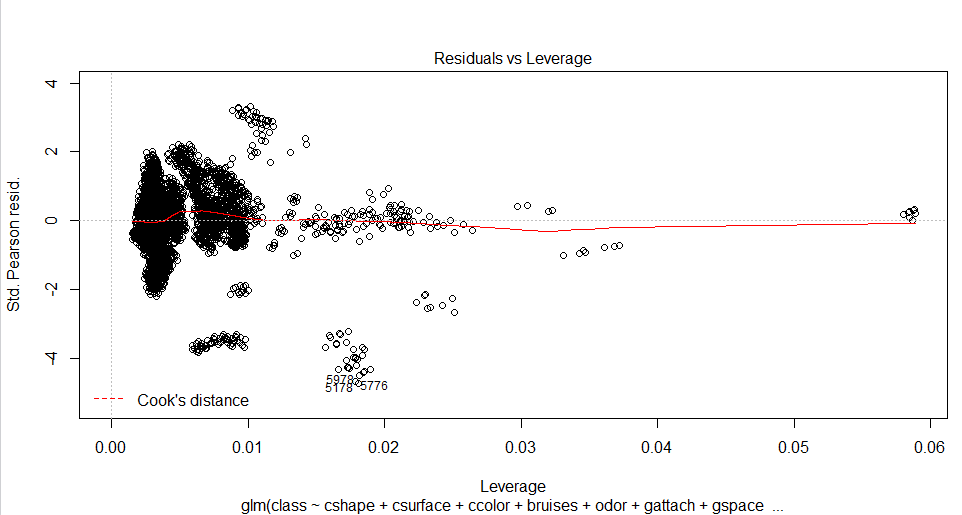 Residuals vs Leverage
Std. Pearson resid.
4
2
0
-2
-4
5978
5178
5776
Cook's distance
0.00 0.01 0.02 0.03 0.04 0.05 0.06
Leverage
glm(class ~ cshape + csurface + ccolor + bruises + odor + gattach + gspace ...